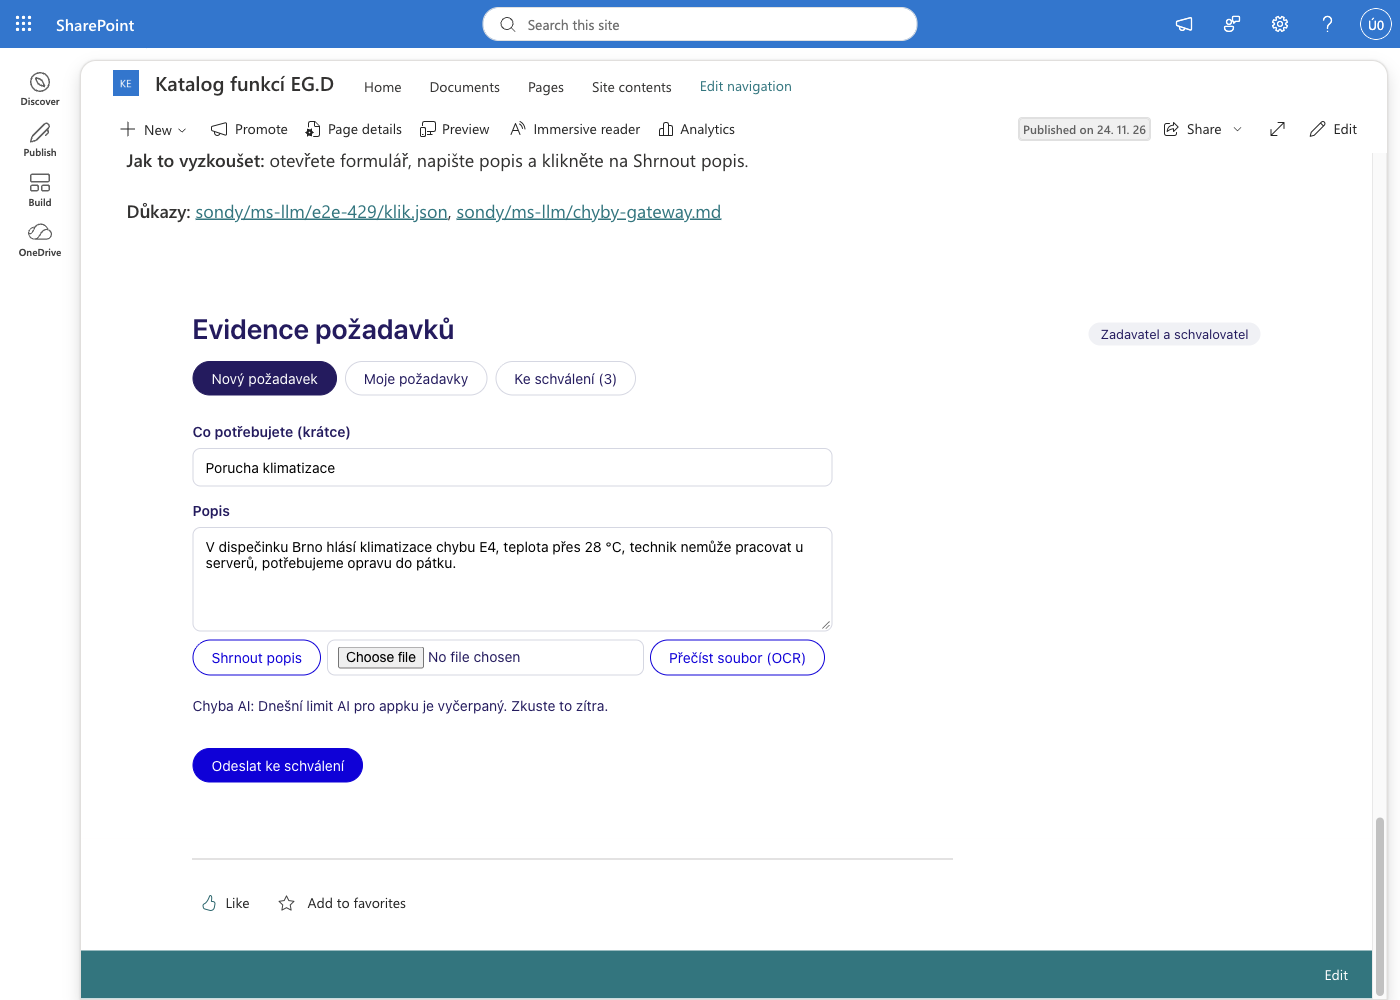 SharePoint
Search this site
Ú0
Discover
Publish
Build
OneDrive
KE
Katalog funkcí EG.D
Home
Documents
Pages
Site contents
Edit navigation
New
Promote
Page details
Preview
Immersive reader
Analytics
Published on 24. 11. 26
Share
Edit
Jak to vyzkoušet: otevřete formulář, napište popis a klikněte na Shrnout popis.
Důkazy: sondy/ms-llm/e2e-429/klik.json, sondy/ms-llm/chyby-gateway.md
Evidence požadavků
Zadavatel a schvalovatel
Nový požadavek
Moje požadavky
Ke schválení (3)
Co potřebujete (krátce)
Porucha klimatizace
Popis
V dispečinku Brno hlásí klimatizace chybu E4, teplota přes 28 °C, technik nemůže pracovat u
serverů, potřebujeme opravu do pátku.
Shrnout popis
Choose file No file chosen
Přečíst soubor (OCR)
Chyba AI: Dnešní limit AI pro appku je vyčerpaný. Zkuste to zítra.
Odeslat ke schválení
Like
Add to favorites
Edit